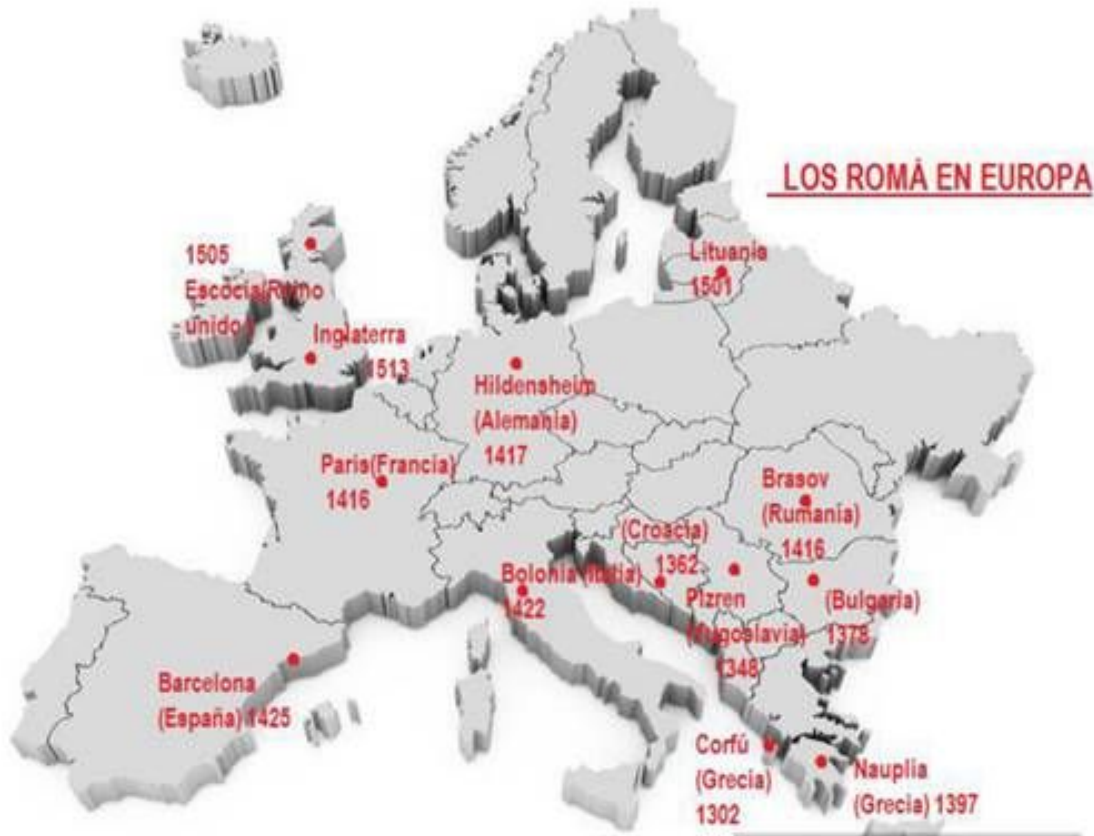 LOS ROMÀ EN EUROPA
1505
Escocia(Reino
unido)
Inglaterra
1513
Lituania
1501
Hildensheim
(Alemania)
1417
Paris(Francia)
1416
Brasov
(Rumanía)
1416
(Croacia)
1362
Bolonia (Italia)
1422
Pizren
(Yugoslavia)
1348
(Bulgaria)
1378
Barcelona
(España) 1425
Corfú
(Grecia)
1302
Nauplia
(Grecia) 1397